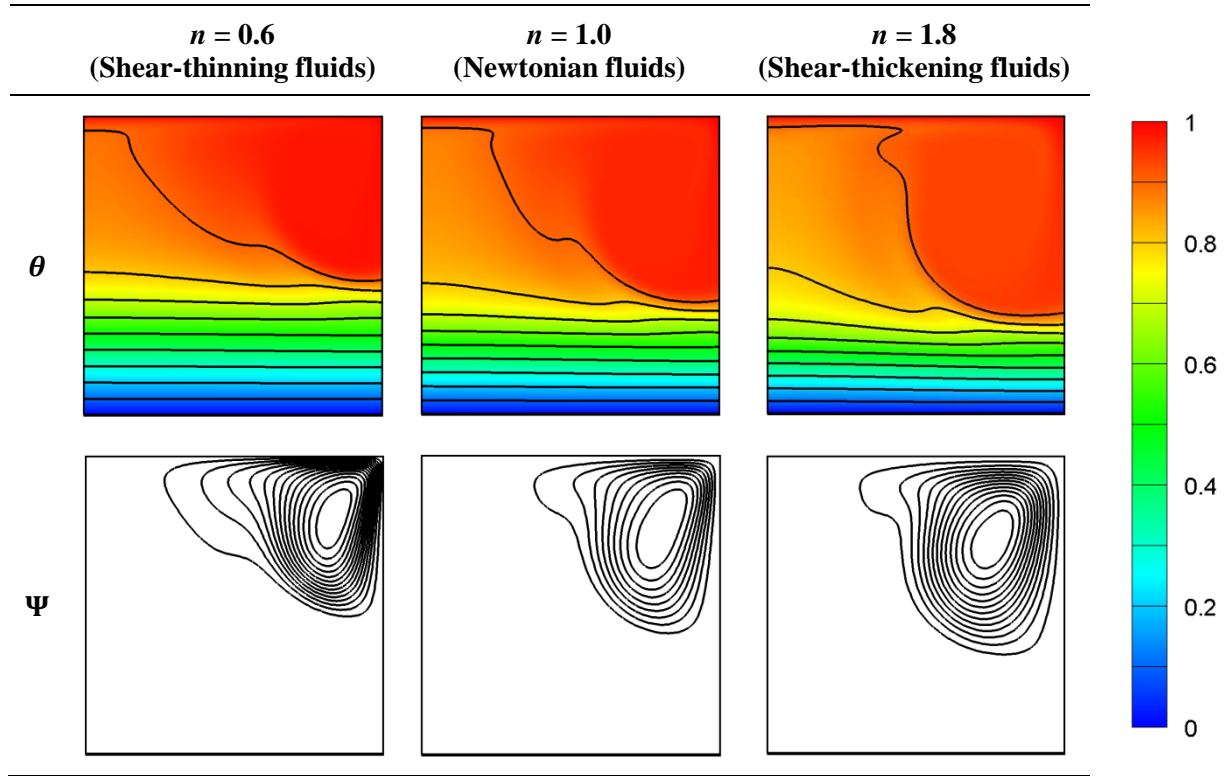 n = 0.6
(Shear-thinning fluids)
n = 1.0
(Newtonian fluids)
n = 1.8
(Shear-thickening fluids)
θ
Ψ
1
0.8
0.6
0.4
0.2
0